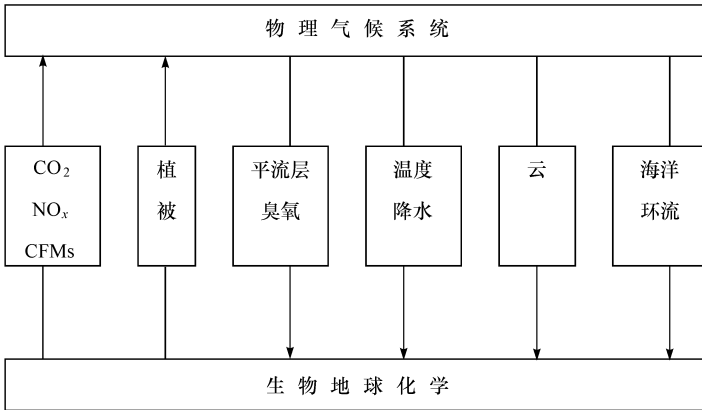 物理气候系统
CO₂
NOₓ
CFMs
植
被
平流层
臭氧
温度
降水
云
海洋
环流
生物地球化学